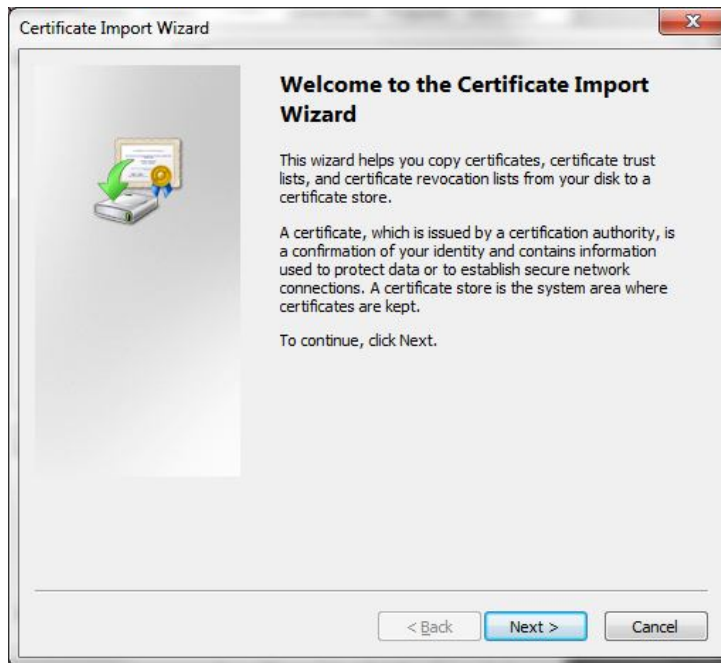 Certificate Import Wizard
X
Welcome to the Certificate Import
Wizard
This wizard helps you copy certificates, certificate trust
lists, and certificate revocation lists from your disk to a
certificate store.
A certificate, which is issued by a certification authority, is
a confirmation of your identity and contains information
used to protect data or to establish secure network
connections. A certificate store is the system area where
certificates are kept.
To continue, click Next.
< Back Next > Cancel